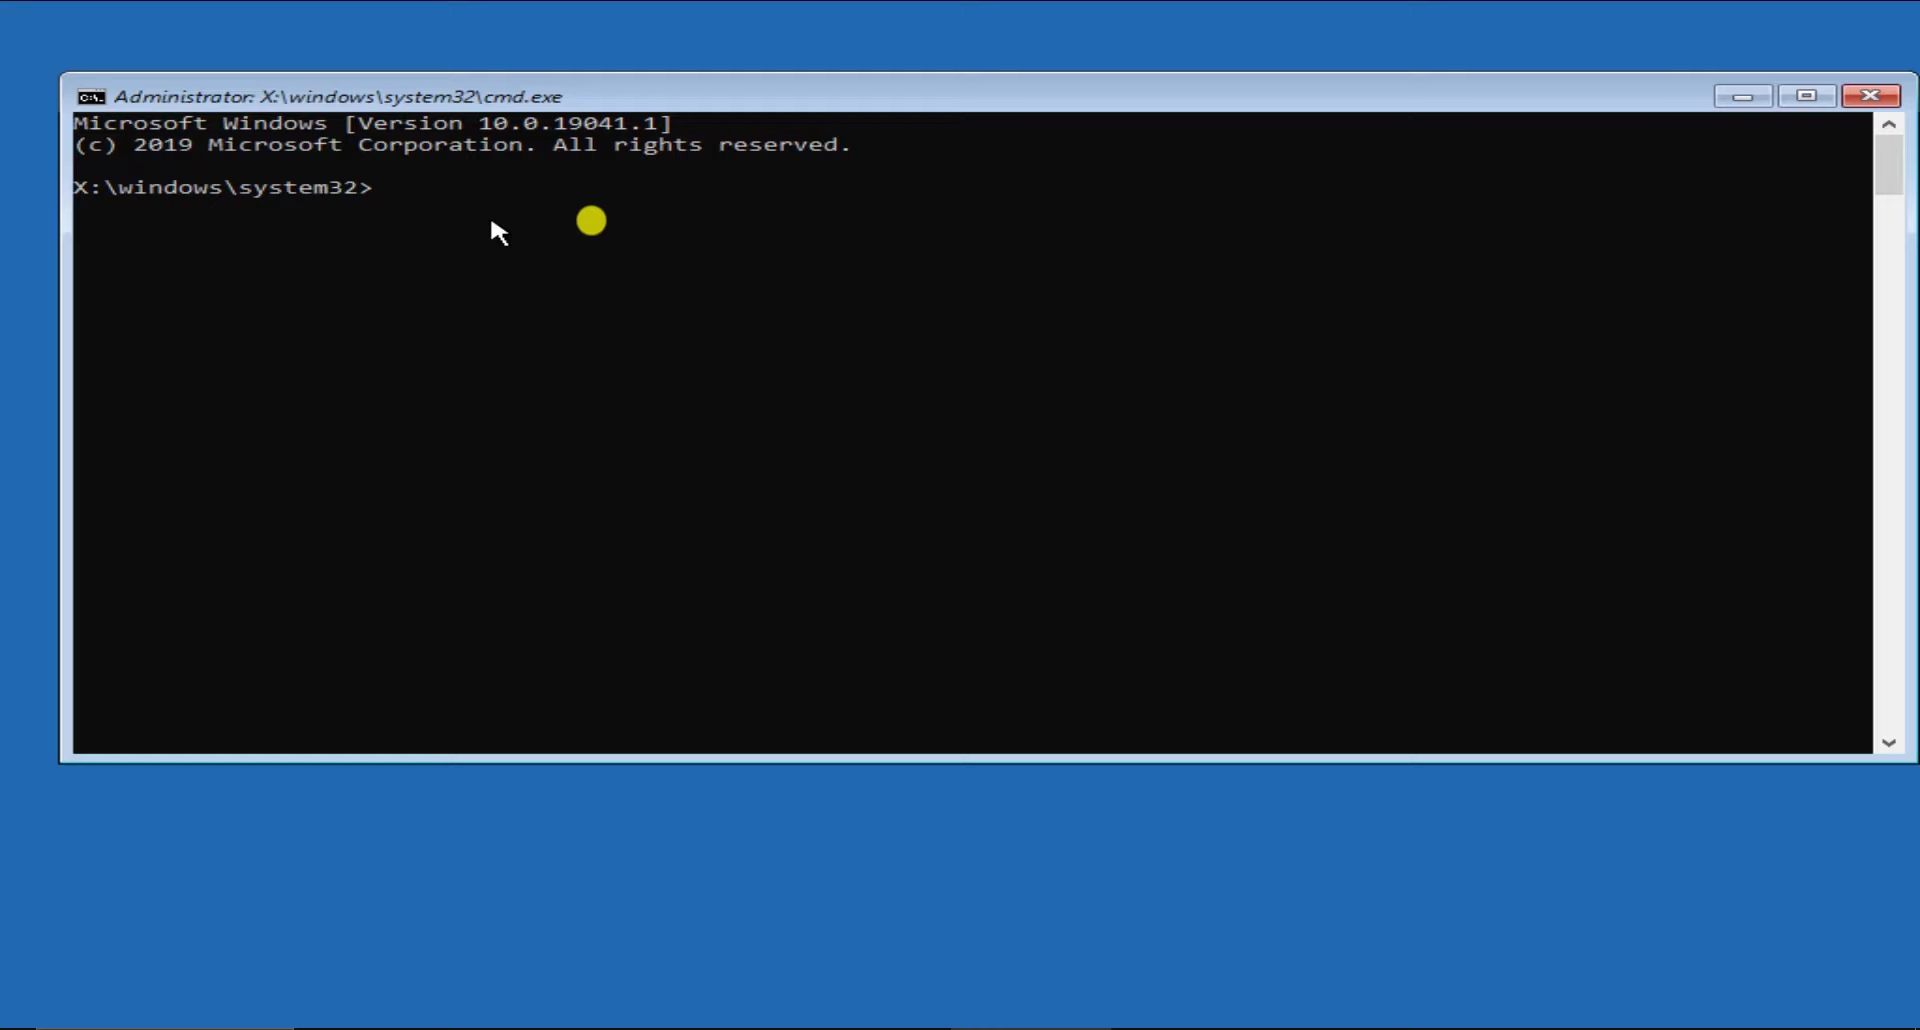 Administrator: X:\windows\system32\cmd.exe
Microsoft Windows [Version 10.0.19041.1]
(c) 2019 Microsoft Corporation. All rights reserved.
X:\windows\system32>